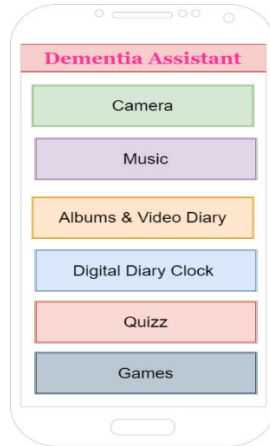 Dementia Assistant
Camera
Music
Albums & Video Diary
Digital Diary Clock
Quizz
Games